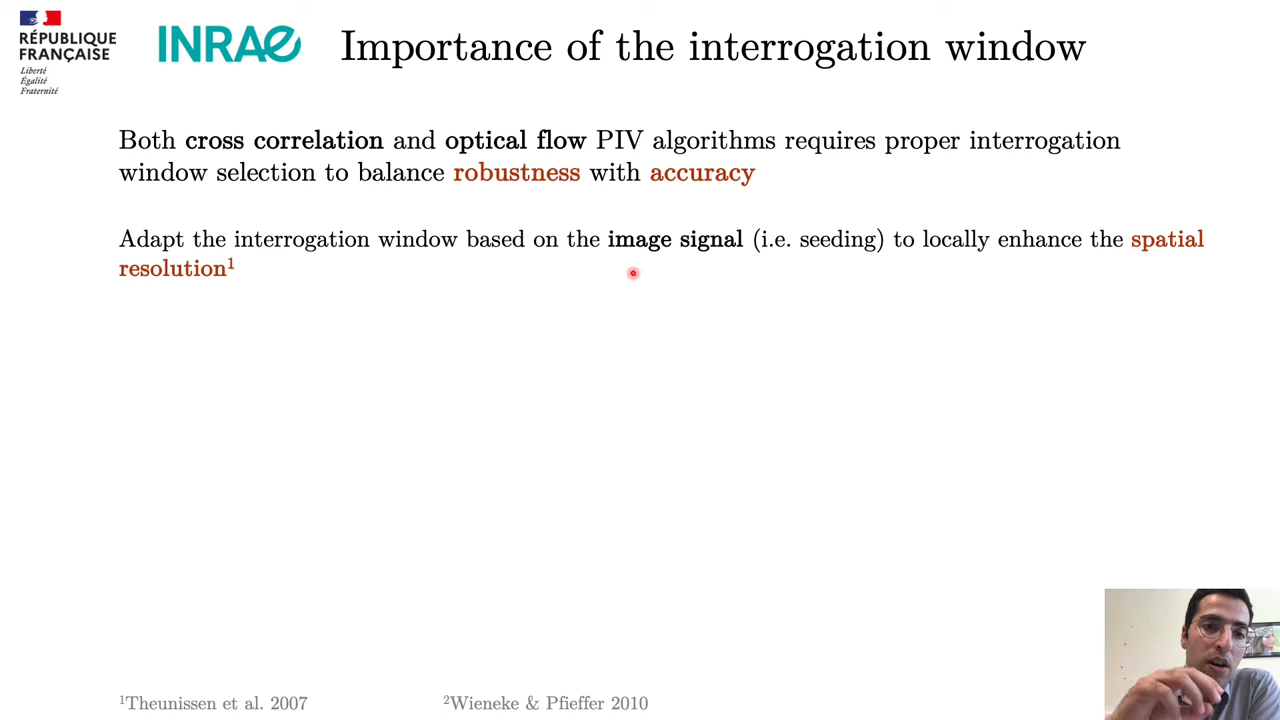 RÉPUBLIQUE
FRANÇAISE
Liberté
Égalité
Fraternité
INRAE
Importance of the interrogation window
Both cross correlation and optical flow PIV algorithms requires proper interrogation
window selection to balance robustness with accuracy
Adapt the interrogation window based on the image signal (i.e. seeding) to locally enhance the spatial
resolution¹
¹Theunissen et al. 2007
²Wieneke & Pfieffer 2010